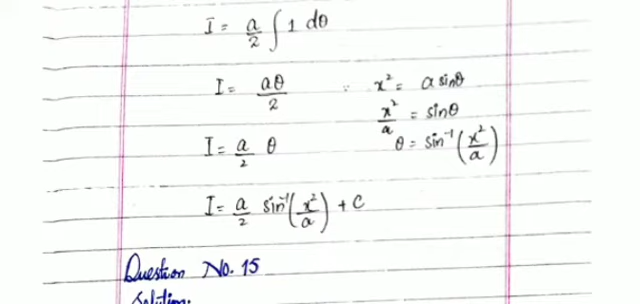 I = a/2 ∫ 1 dθ
I = aθ/2 ∵ x² = a sinθ
x²/a = sinθ
I = a/2 θ θ = sin⁻¹(x²/a)
I = a/2 sin⁻¹(x²/a) + c
Question No. 15
Solution.